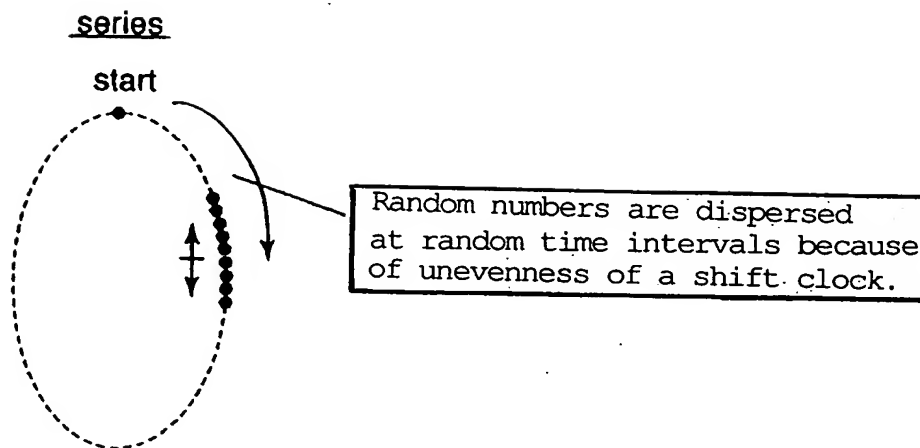 series
start
Random numbers are dispersed
at random time intervals because
of unevenness of a shift clock.